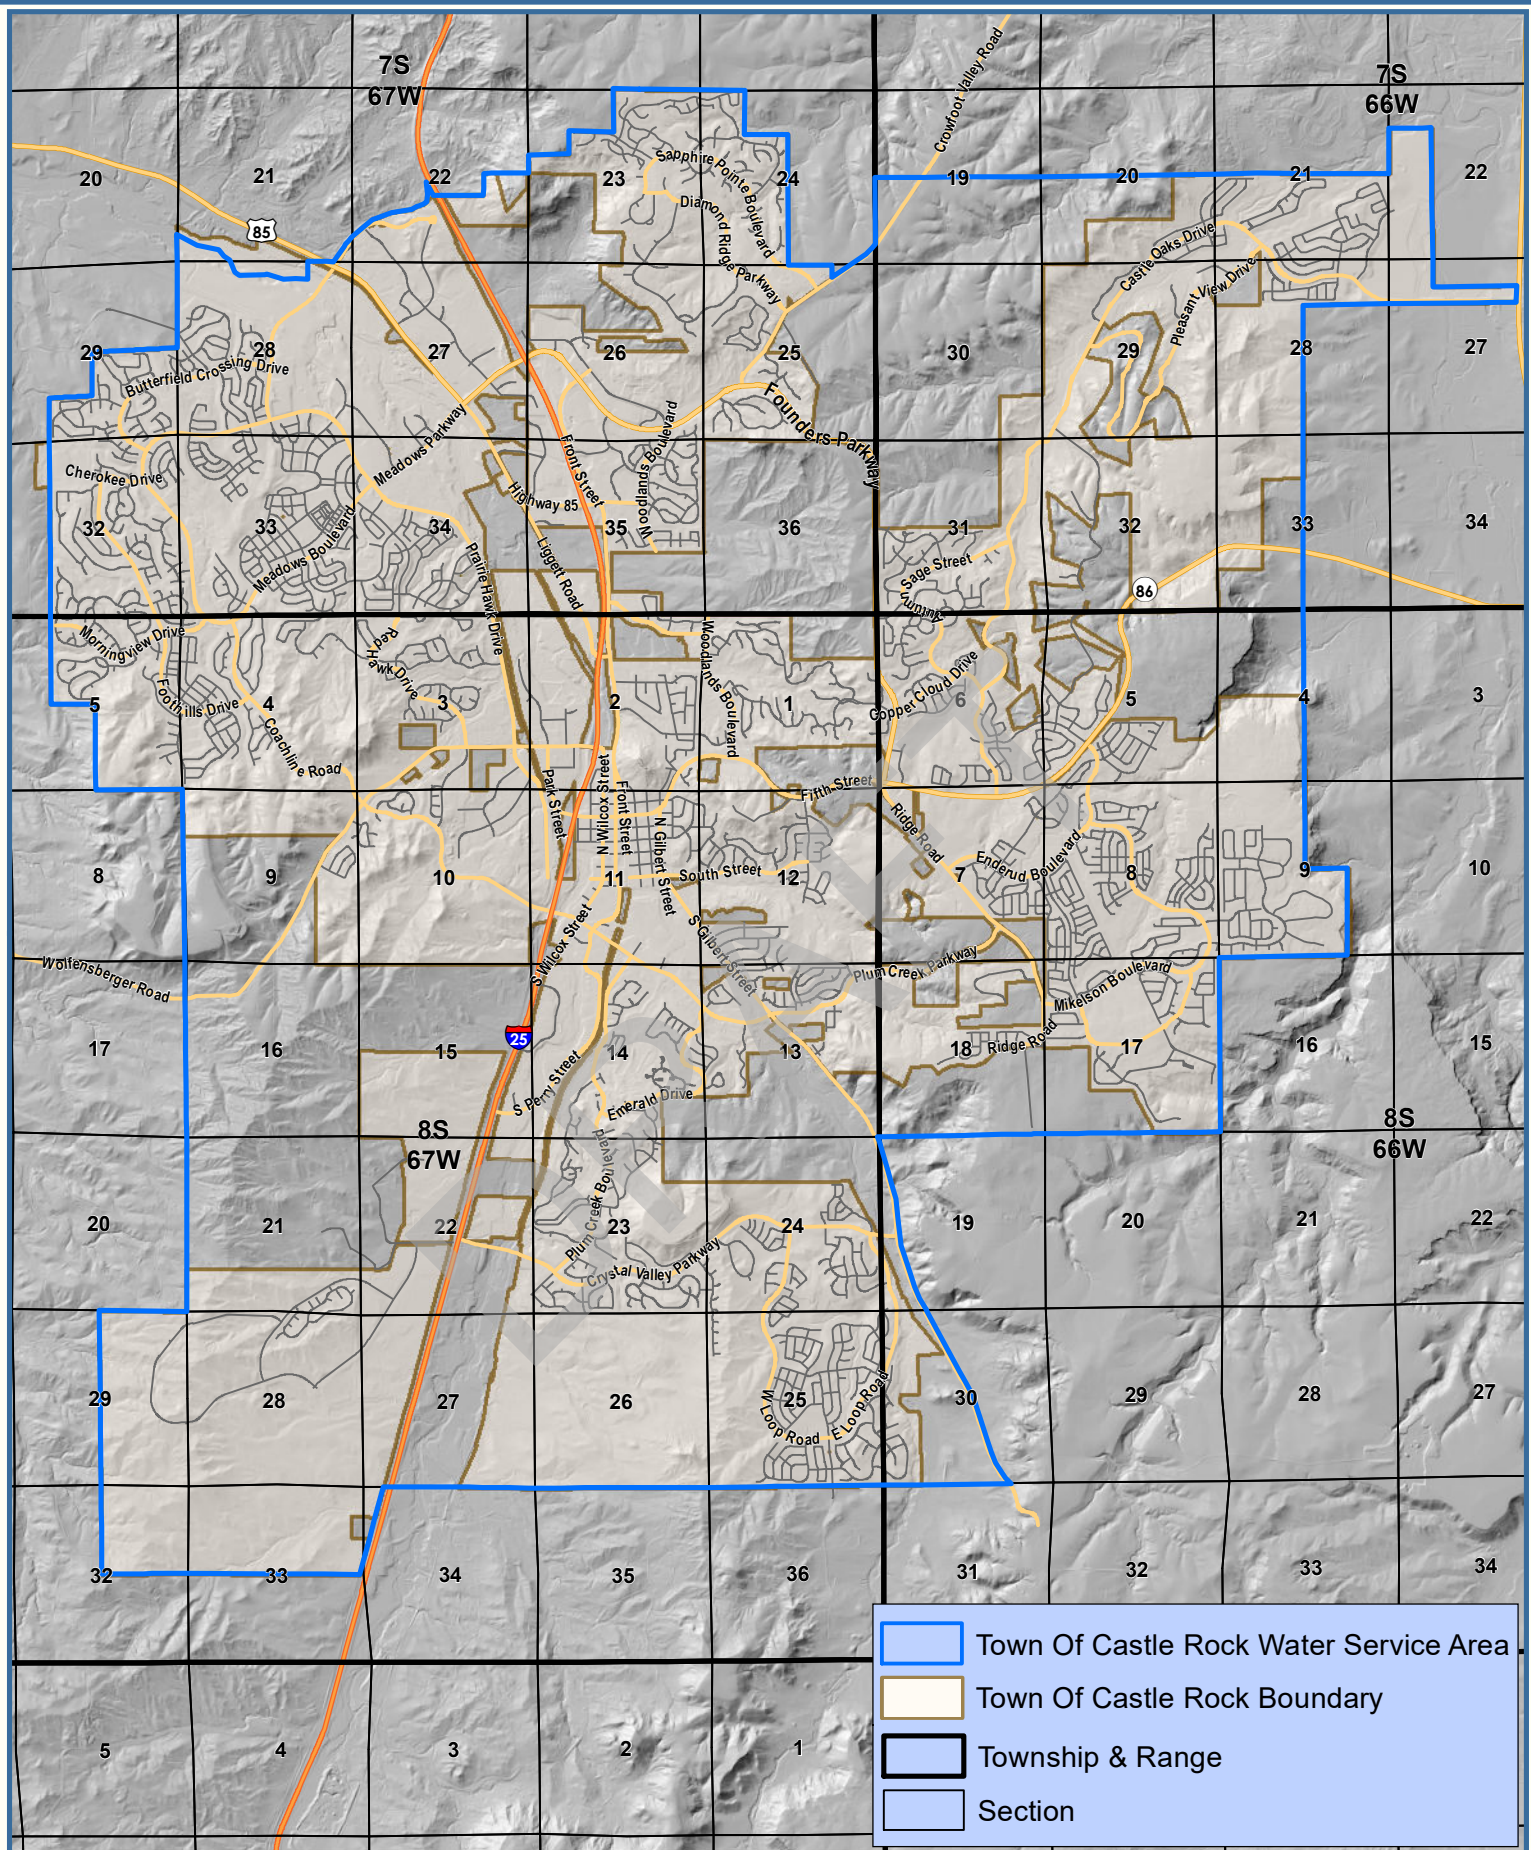 7S
67W
7S
66W
Crowfoot Valley Road
20
21
22
23
24
19
20
21
22
Sapphire Pointe Boulevard
Diamond Ridge Parkway
85
Castle Oaks Drive
Pleasant View Drive
29
28
27
26
25
30
29
28
27
Butterfield Crossing Drive
Founders Parkway
Meadows Parkway
Front Street
Woodlands Boulevard
Cherokee Drive
Highway 85
32
33
34
35
36
31
32
33
34
Meadows Boulevard
Prairie Hawk Drive
Liggett Road
Sage Street
86
Morningview Drive
Red Hawk Drive
Woodlands Boulevard
Copper Cloud Drive
5
4
3
2
1
6
5
4
3
Foothills Drive
Coachline Road
Park Street
N Wilcox Street
Front Street
N Gilbert Street
Fifth Street
Ridge Road
Enderud Boulevard
South Street
8
9
10
11
12
7
8
9
10
S Wilcox Street
S Gilbert Street
Plum Creek Parkway
Mikelson Boulevard
Wolfensberger Road
25
17
16
15
14
13
18
Ridge Road
17
16
15
S Perry Street
Emerald Drive
8S
67W
8S
66W
Plum Creek Boulevard
20
21
22
23
24
19
20
21
22
Crystal Valley Parkway
29
28
27
26
25
30
29
28
27
W Loop Road
E Loop Road
32
33
34
35
36
31
32
33
34
5
4
3
2
1
Town Of Castle Rock Water Service Area
Town Of Castle Rock Boundary
Township & Range
Section